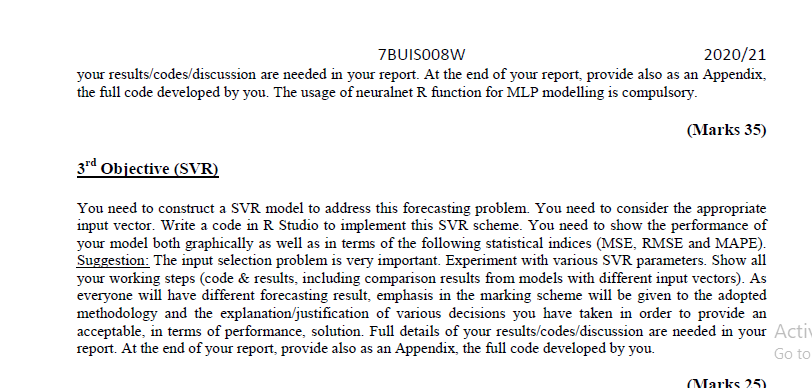 7BUIS008W 2020/21
your results/codes/discussion are needed in your report. At the end of your report, provide also as an Appendix,
the full code developed by you. The usage of neuralnet R function for MLP modelling is compulsory.
(Marks 35)
3rd Objective (SVR)
You need to construct a SVR model to address this forecasting problem. You need to consider the appropriate
input vector. Write a code in R Studio to implement this SVR scheme. You need to show the performance of
your model both graphically as well as in terms of the following statistical indices (MSE, RMSE and MAPE).
Suggestion: The input selection problem is very important. Experiment with various SVR parameters. Show all
your working steps (code & results, including comparison results from models with different input vectors). As
everyone will have different forecasting result, emphasis in the marking scheme will be given to the adopted
methodology and the explanation/justification of various decisions you have taken in order to provide an
acceptable, in terms of performance, solution. Full details of your results/codes/discussion are needed in your
report. At the end of your report, provide also as an Appendix, the full code developed by you.
Go to
(Marks 25)